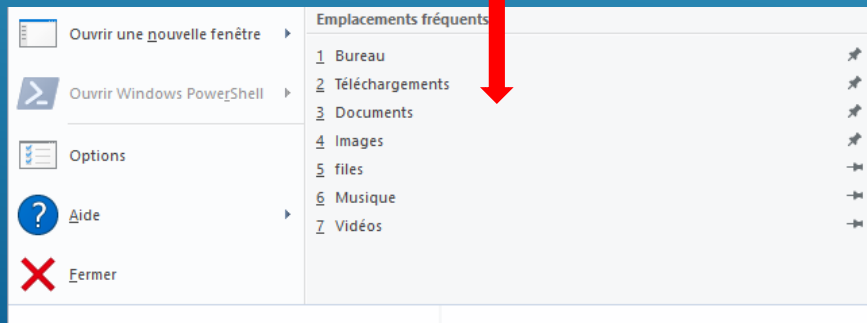 Ouvrir une nouvelle fenêtre
Ouvrir Windows PowerShell
Options
Aide
Fermer
Emplacements fréquents
1 Bureau
2 Téléchargements
3 Documents
4 Images
5 files
6 Musique
7 Vidéos